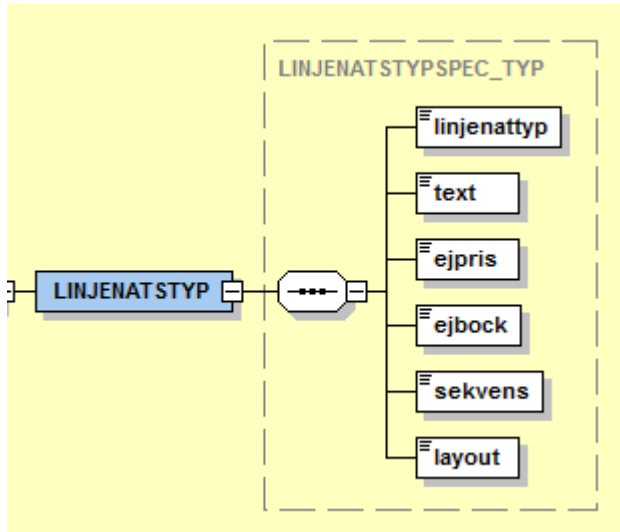 LINJENATSTYPSPEC_TYP
linjenattyp
text
ejpris
LINJENATSTYP
ejbock
sekvens
layout